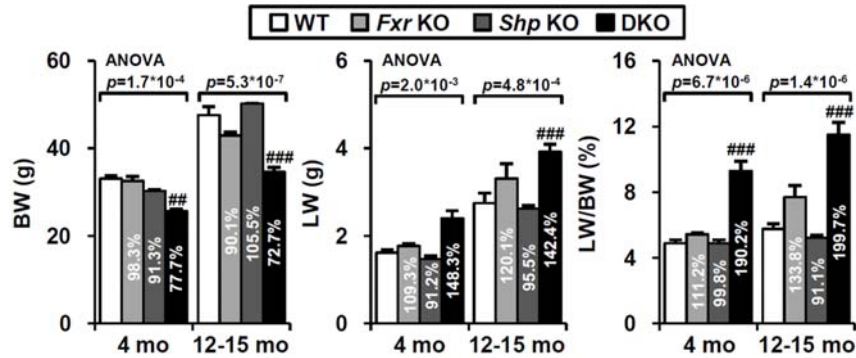 WT Fxr KO Shp KO DKO
BW (g)
60
40
20
0
ANOVA
p=1.7*10-4 p=5.3*10-7
##
###
98.3% 91.3% 77.7% 90.1% 105.5% 72.7%
4 mo 12-15 mo
LW (g)
6
4
2
0
ANOVA
p=2.0*10-3 p=4.8*10-4
###
109.3% 91.2% 148.3% 120.1% 95.5% 142.4%
4 mo 12-15 mo
LW/BW (%)
16
12
8
4
0
ANOVA
p=6.7*10-6 p=1.4*10-6
###
###
111.2% 99.8% 190.2% 133.8% 91.1% 199.7%
4 mo 12-15 mo